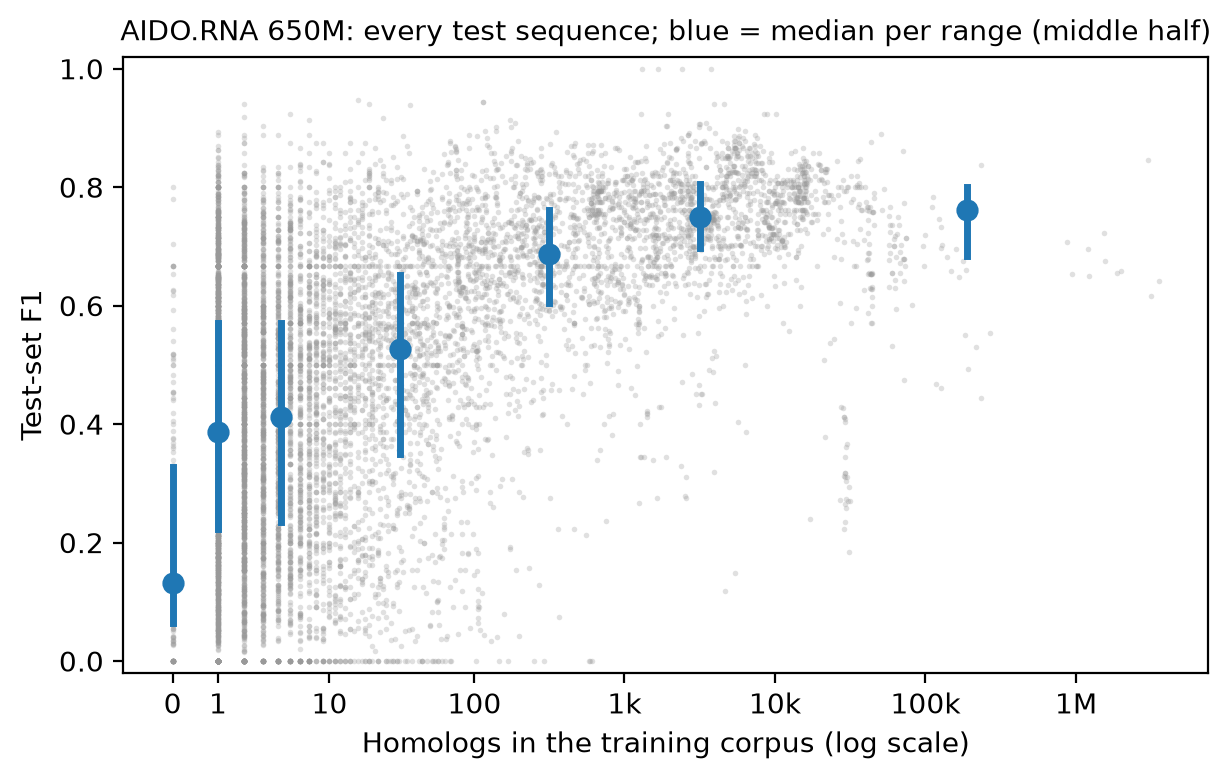 AIDO.RNA 650M: every test sequence; blue = median per range (middle half)
Test-set F1
1.0
0.8
0.6
0.4
0.2
0.0
0 1 10 100 1k 10k 100k 1M
Homologs in the training corpus (log scale)